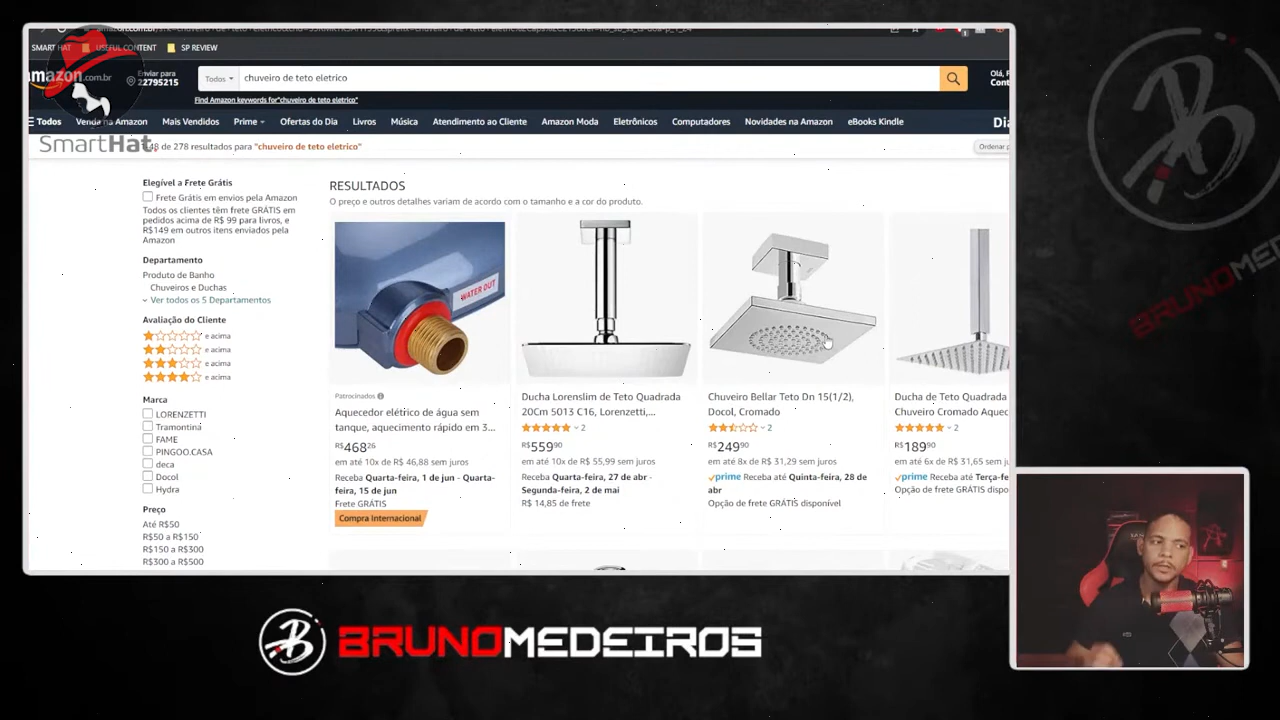 SMART HAT USEFUL CONTENT SP REVIEW
amazon.com.br
Enviar para
22795215
Todos
chuveiro de teto eletrico
Olá,
Find Amazon keywords for"chuveiro de teto eletrico"
Todos Venda na Amazon Mais Vendidos Prime Ofertas do Dia Livros Música Atendimento ao Cliente Amazon Moda Eletrônicos Computadores Novidades na Amazon eBooks Kindle
SmartHat
48 de 278 resultados para "chuveiro de teto eletrico"
Ordenar
Elegível a Frete Grátis
Frete Grátis em envios pela Amazon
Todos os clientes têm frete GRÁTIS em
pedidos acima de R$ 99 para livros, e
R$149 em outros itens enviados pela
Amazon
Departamento
Produto de Banho
Chuveiros e Duchas
Ver todos os 5 Departamentos
Avaliação do Cliente
e acima
e acima
e acima
e acima
Marca
LORENZETTI
Tramontina
FAME
PINGOO.CASA
deca
Docol
Hydra
Preço
Até R$50
R$50 a R$150
R$150 a R$300
R$300 a R$500
RESULTADOS
O preço e outros detalhes variam de acordo com o tamanho e a cor do produto.
WATER OUT
Patrocinados
Aquecedor elétrico de água sem
tanque, aquecimento rápido em 3...
R$468 26
em até 10x de R$ 46,88 sem juros
Receba Quarta-feira, 1 de jun - Quarta-
feira, 15 de jun
Frete GRÁTIS
Compra Internacional
Ducha Lorenslim de Teto Quadrada
20Cm 5013 C16, Lorenzetti,...
2
R$559 90
em até 10x de R$ 55,99 sem juros
Receba Quarta-feira, 27 de abr -
Segunda-feira, 2 de mai
R$ 14,85 de frete
Chuveiro Bellar Teto Dn 15(1/2),
Docol, Cromado
2
R$249 90
em até 8x de R$ 31,29 sem juros
prime Receba até Quinta-feira, 28 de
abr
Opção de frete GRÁTIS disponível
Ducha de Teto Quadrada
Chuveiro Cromado Aquec
2
R$189 90
em até 6x de R$ 31,65 sem
prime Receba até Terça-fe
Opção de frete GRÁTIS dispo
BRUNOMEDEIROS
BRUNOMED